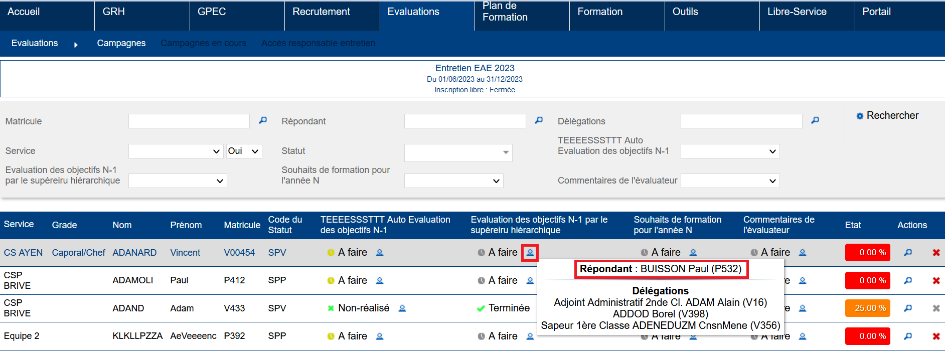 Accueil GRH GPEC Recrutement Evaluations Plan de Formation Formation Outils Libre-Service Portail
Evaluations Campagnes Campagnes en cours Accès responsable entretien
Entretien EAE 2023
Du 01/06/2023 au 31/12/2023
Inscription libre : Fermée
Matricule Répondant Délégations Rechercher
Service Oui Statut TEEEESSSTTT Auto Evaluation des objectifs N-1
Evaluation des objectifs N-1 par le supéreiru hiérarchique Souhaits de formation pour l'année N Commentaires de l'évaluateur
Service Grade Nom Prénom Matricule Code du Statut TEEEESSSTTT Auto Evaluation des objectifs N-1 Evaluation des objectifs N-1 par le supéreiru hiérarchique Souhaits de formation pour l'année N Commentaires de l'évaluateur Etat Actions
CS AYEN Caporal/Chef ADANARD Vincent V00454 SPV A faire A faire A faire A faire 0.00 %
CSP BRIVE ADAMOLI Paul P412 SPP A faire A faire 0.00 %
CSP BRIVE ADAND Adam V433 SPV Non-réalisé Terminée 25.00 %
Equipe 2 KLKLLPZZA AeVeeeenc P392 SPP A faire A faire A faire A faire 0.00 %
Répondant : BUISSON Paul (P532)
Délégations
Adjoint Administratif 2nde Cl. ADAM Alain (V16)
ADDOD Borel (V398)
Sapeur 1ère Classe ADENEDUZM CnsnMene (V356)